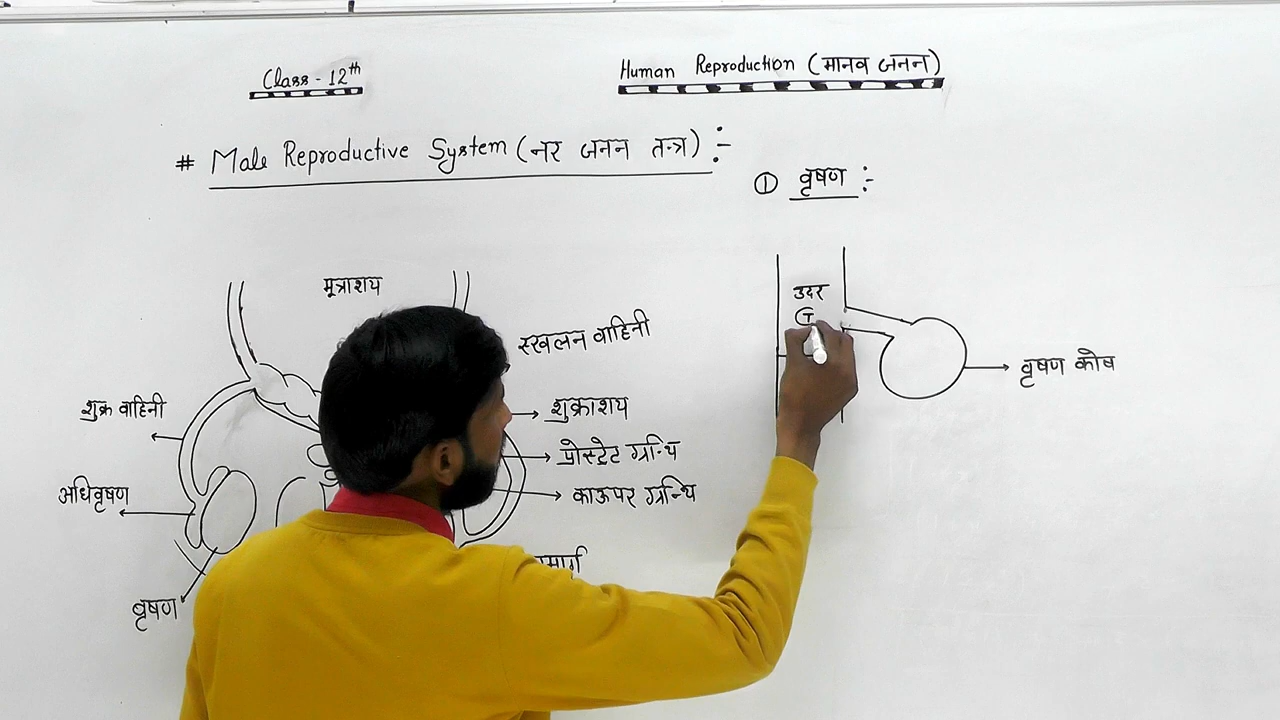 Class - 12th
Human Reproduction (मानव जनन)
# Male Reproductive System (नर जनन तन्त्र) :-
① वृषण :-
मूत्राशय
उदर
स्खलन वाहिनी
वृषण कोष
शुक्र वाहिनी
शुक्राशय
प्रोस्ट्रेट ग्रन्थि
अधिवृषण
काऊपर ग्रन्थि
वृषण